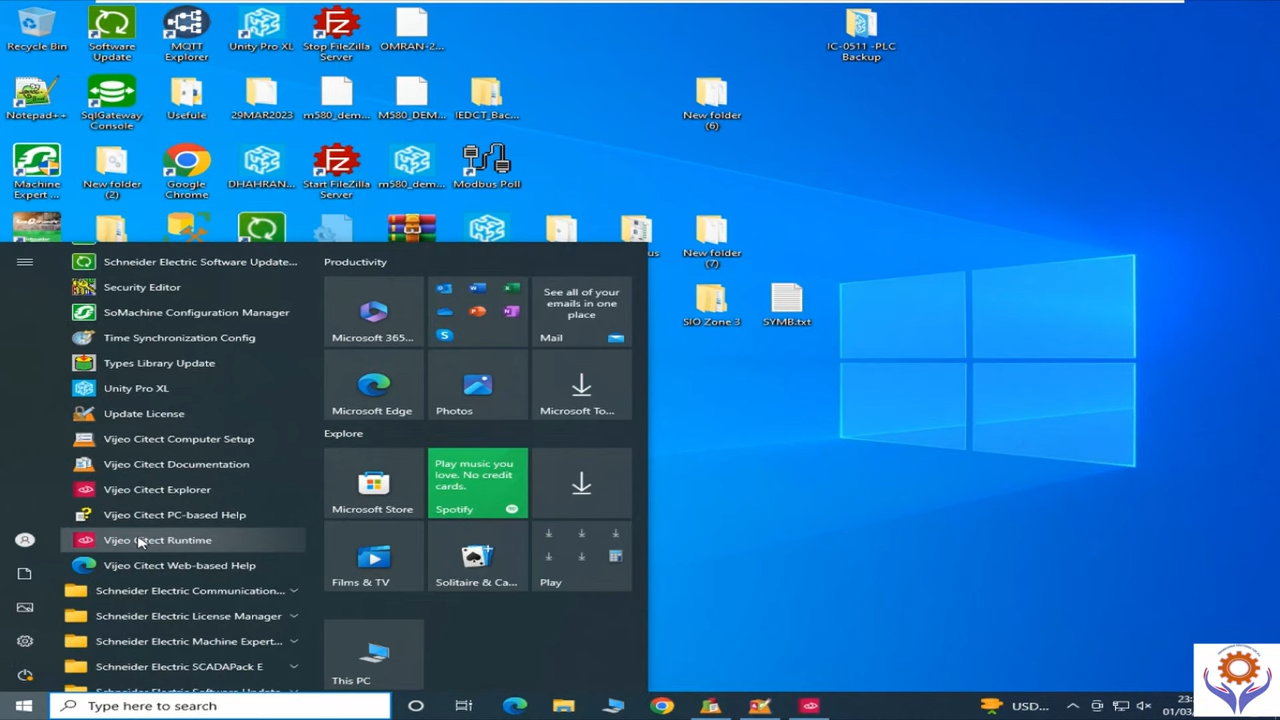 Recycle Bin
Software
Update
MQTT
Explorer
Unity Pro XL
Stop FileZilla
Server
OMRAN-2...
IC-0511 -PLC
Backup
Notepad++
SqlGateway
Console
Usefule
29MAR2023
m580_dem...
M580_DEM...
IEDCT_Bac...
New folder
(6)
Machine
Expert ...
New folder
(2)
Google
Chrome
DHAHRAN...
Start FileZilla
Server
m580_dem...
Modbus Poll
New folder
(7)
SIO Zone 3
SYMB.txt
Schneider Electric Software Update...
Security Editor
SoMachine Configuration Manager
Time Synchronization Config
Types Library Update
Unity Pro XL
Update License
Vijeo Citect Computer Setup
Vijeo Citect Documentation
Vijeo Citect Explorer
Vijeo Citect PC-based Help
Vijeo Citect Runtime
Vijeo Citect Web-based Help
Schneider Electric Communication...
Schneider Electric License Manager
Schneider Electric Machine Expert...
Schneider Electric SCADAPack E
Schneider Electric Software Update
Productivity
Microsoft 365...
See all of your
emails in one
place
Mail
Microsoft Edge
Photos
Microsoft To...
Explore
Microsoft Store
Play music you
love. No credit
cards.
Spotify
Films & TV
Solitaire & Ca...
Play
This PC
Type here to search
USD...
23:
01/03